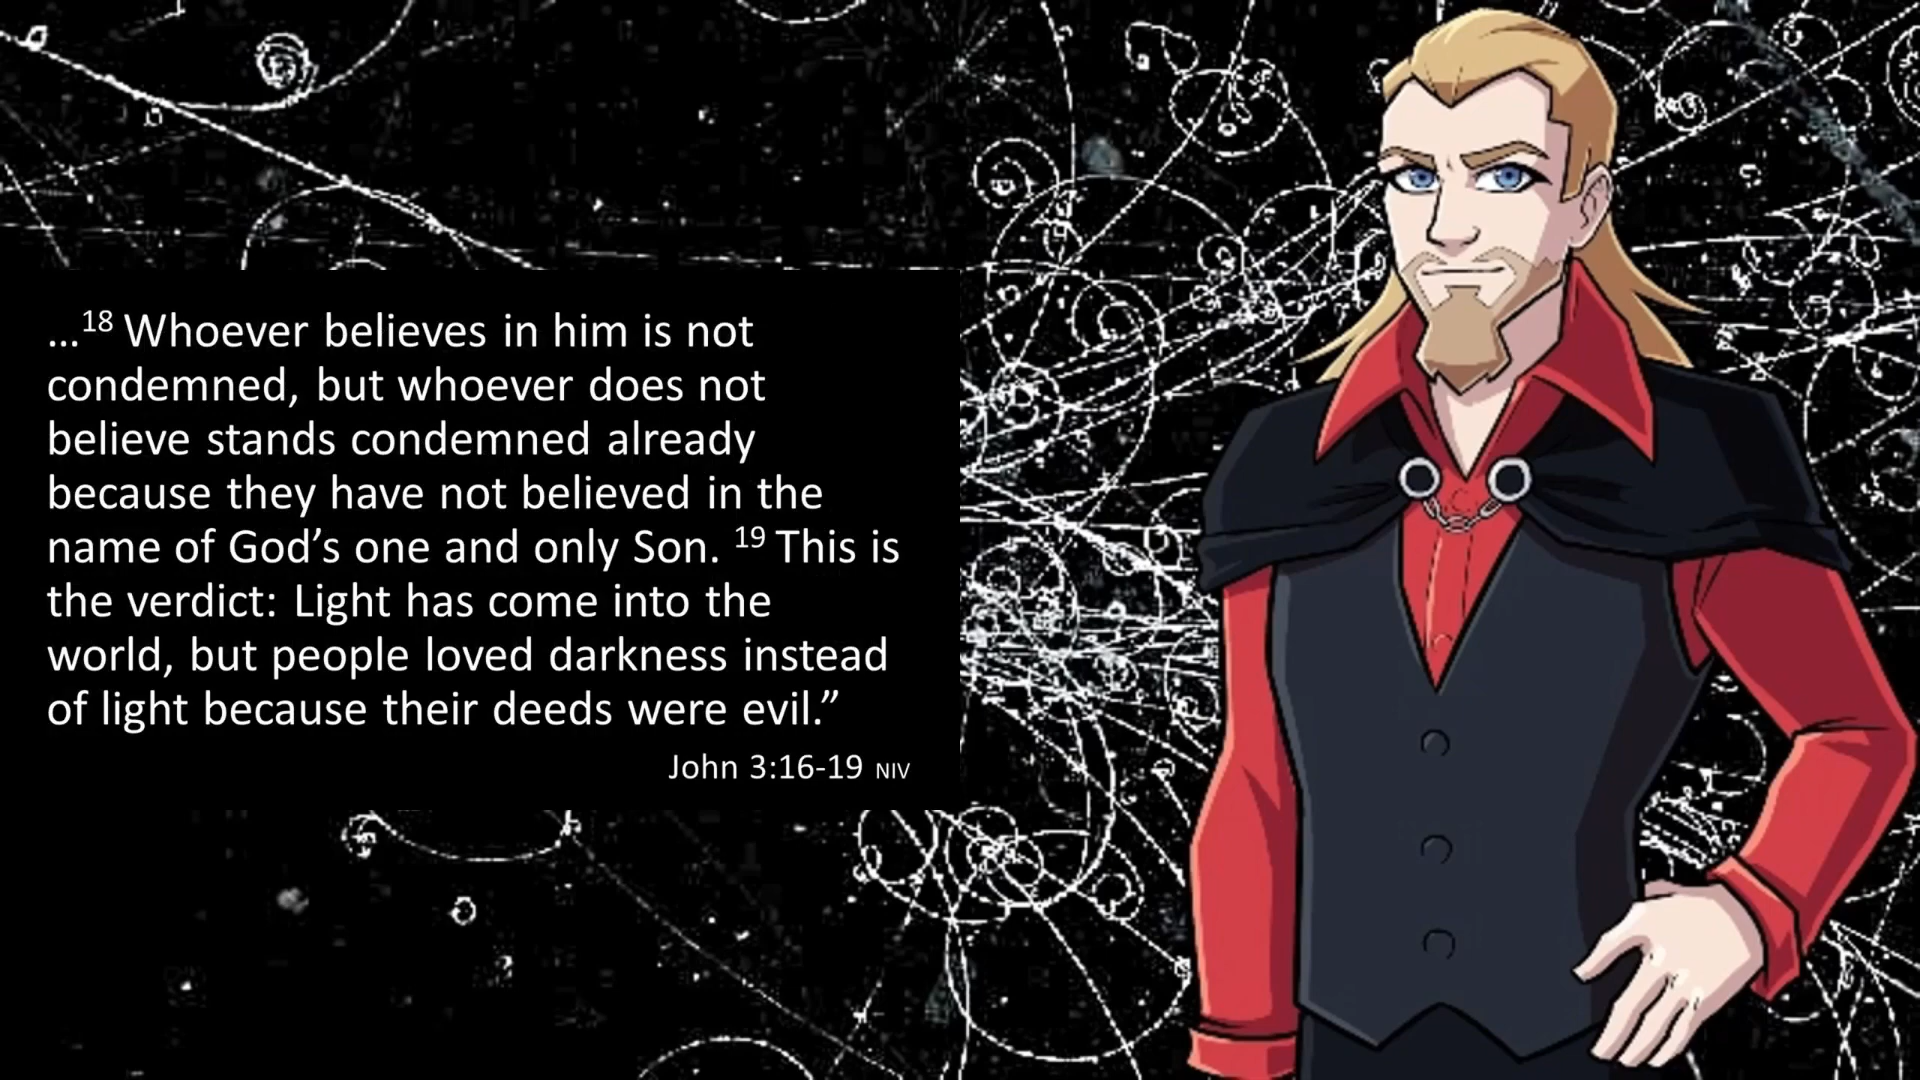 ...18 Whoever believes in him is not
condemned, but whoever does not
believe stands condemned already
because they have not believed in the
name of God’s one and only Son. 19 This is
the verdict: Light has come into the
world, but people loved darkness instead
of light because their deeds were evil.”
John 3:16-19 NIV